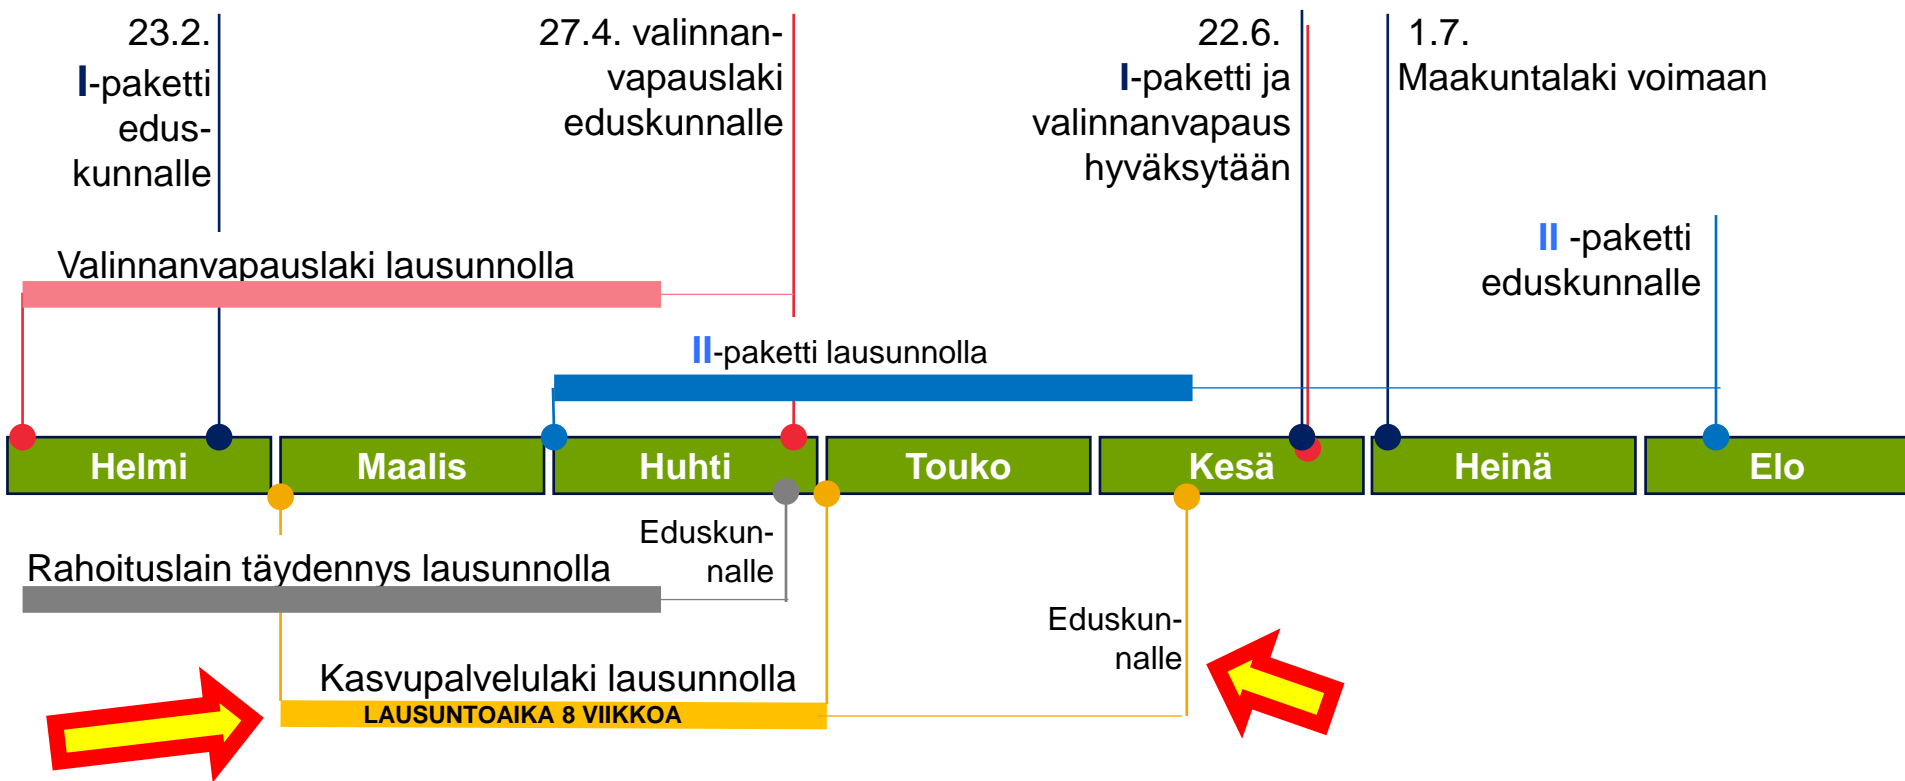 23.2.
I-paketti
edus-
kunnalle
27.4. valinnan-
vapauslaki
eduskunnalle
22.6.
I-paketti ja
valinnanvapaus
hyväksytään
1.7.
Maakuntalaki voimaan
II -paketti
eduskunnalle
Valinnanvapauslaki lausunnolla
II-paketti lausunnolla
Helmi
Maalis
Huhti
Touko
Kesä
Heinä
Elo
Eduskun-
nalle
Rahoituslain täydennys lausunnolla
Eduskun-
nalle
Kasvupalvelulaki lausunnolla
LAUSUNTOAIKA 8 VIIKKOA